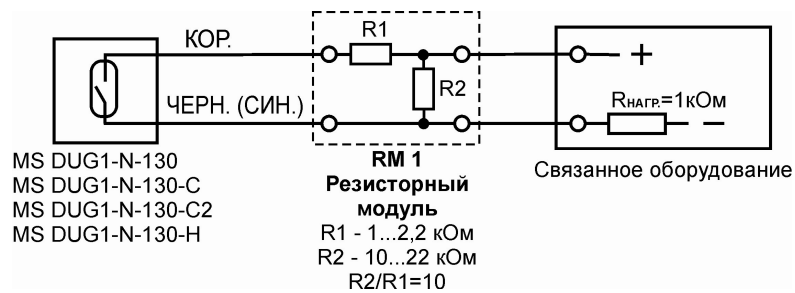 КОР.
R1
+
R2
ЧЕРН. (СИН.)
Rнагр.=1кОм
MS DUG1-N-130
MS DUG1-N-130-C
MS DUG1-N-130-C2
MS DUG1-N-130-H
RM 1
Резисторный
модуль
R1 - 1...2,2 кОм
R2 - 10...22 кОм
R2/R1=10
Связанное оборудование